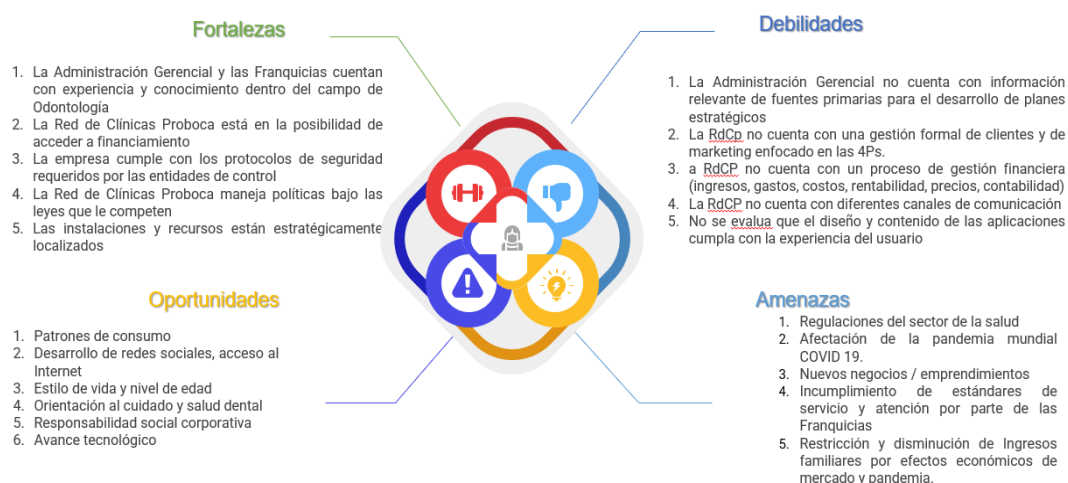 Fortalezas
1. La Administración Gerencial y las Franquicias cuentan
con experiencia y conocimiento dentro del campo de
Odontología
2. La Red de Clínicas Proboca está en la posibilidad de
acceder a financiamiento
3. La empresa cumple con los protocolos de seguridad
requeridos por las entidades de control
4. La Red de Clínicas Proboca maneja políticas bajo las
leyes que le competen
5. Las instalaciones y recursos están estratégicamente
localizados
Debilidades
1. La Administración Gerencial no cuenta con información
relevante de fuentes primarias para el desarrollo de planes
estratégicos
2. La RdCp no cuenta con una gestión formal de clientes y de
marketing enfocado en las 4Ps.
3. a RdCP no cuenta con un proceso de gestión financiera
(ingresos, gastos, costos, rentabilidad, precios, contabilidad)
4. La RdCP no cuenta con diferentes canales de comunicación
5. No se evalua que el diseño y contenido de las aplicaciones
cumpla con la experiencia del usuario
Oportunidades
1. Patrones de consumo
2. Desarrollo de redes sociales, acceso al
Internet
3. Estilo de vida y nivel de edad
4. Orientación al cuidado y salud dental
5. Responsabilidad social corporativa
6. Avance tecnológico
Amenazas
1. Regulaciones del sector de la salud
2. Afectación de la pandemia mundial
COVID 19.
3. Nuevos negocios / emprendimientos
4. Incumplimiento de estándares de
servicio y atención por parte de las
Franquicias
5. Restricción y disminución de Ingresos
familiares por efectos económicos de
mercado y pandemia.